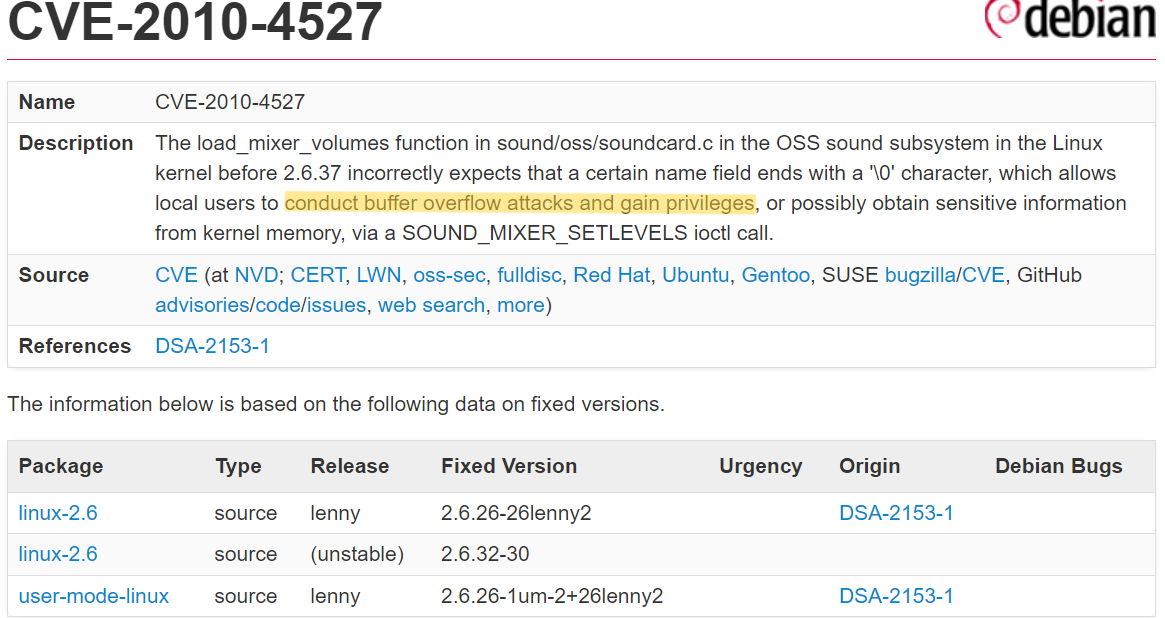 CVE-2010-4527
debian
Name CVE-2010-4527
Description The load_mixer_volumes function in sound/oss/soundcard.c in the OSS sound subsystem in the Linux
kernel before 2.6.37 incorrectly expects that a certain name field ends with a '\0' character, which allows
local users to conduct buffer overflow attacks and gain privileges, or possibly obtain sensitive information
from kernel memory, via a SOUND_MIXER_SETLEVELS ioctl call.
Source CVE (at NVD; CERT, LWN, oss-sec, fulldisc, Red Hat, Ubuntu, Gentoo, SUSE bugzilla/CVE, GitHub
advisories/code/issues, web search, more)
References DSA-2153-1
The information below is based on the following data on fixed versions.
Package Type Release Fixed Version Urgency Origin Debian Bugs
linux-2.6 source lenny 2.6.26-26lenny2 DSA-2153-1
linux-2.6 source (unstable) 2.6.32-30
user-mode-linux source lenny 2.6.26-1um-2+26lenny2 DSA-2153-1